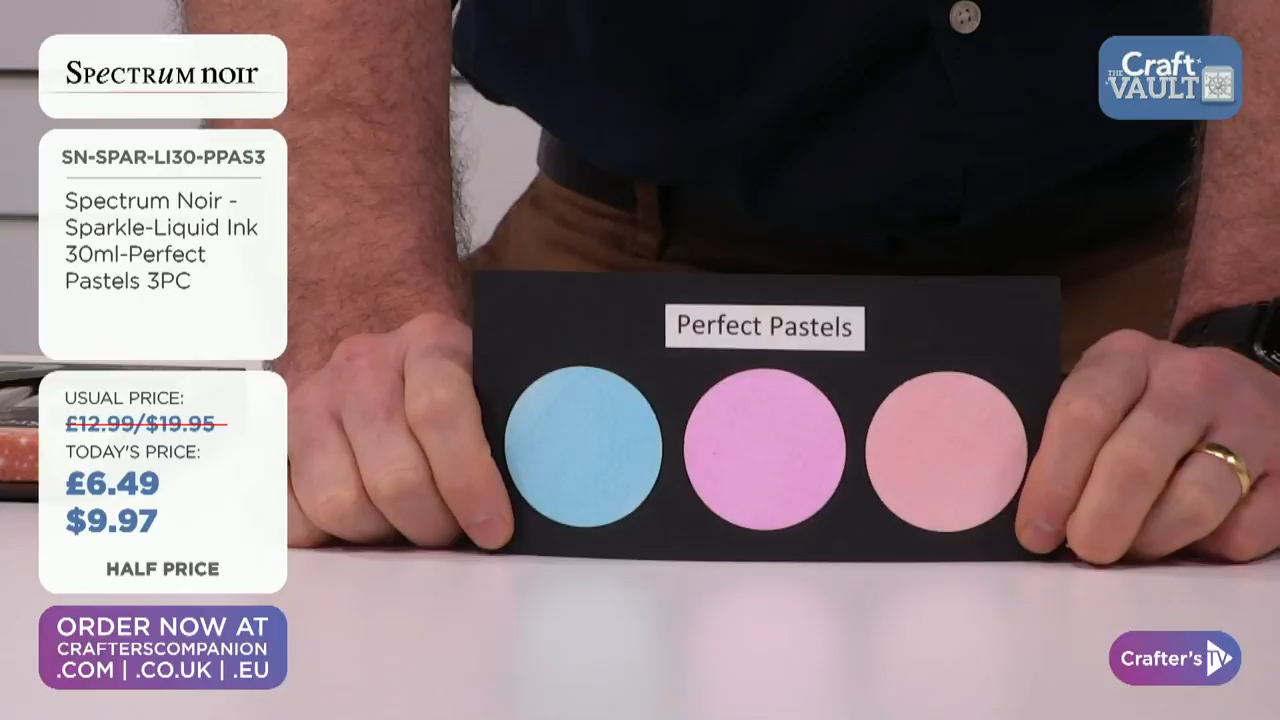 SPECTRUM NOIR
SN-SPAR-LI30-PPAS3
Spectrum Noir -
Sparkle-Liquid Ink
30ml-Perfect
Pastels 3PC
USUAL PRICE:
£12.99/$19.95
TODAY'S PRICE:
£6.49
$9.97
HALF PRICE
ORDER NOW AT
CRAFTERSCOMPANION
.COM | .CO.UK | .EU
Perfect Pastels
THE Craft
VAULT
Crafter's TV